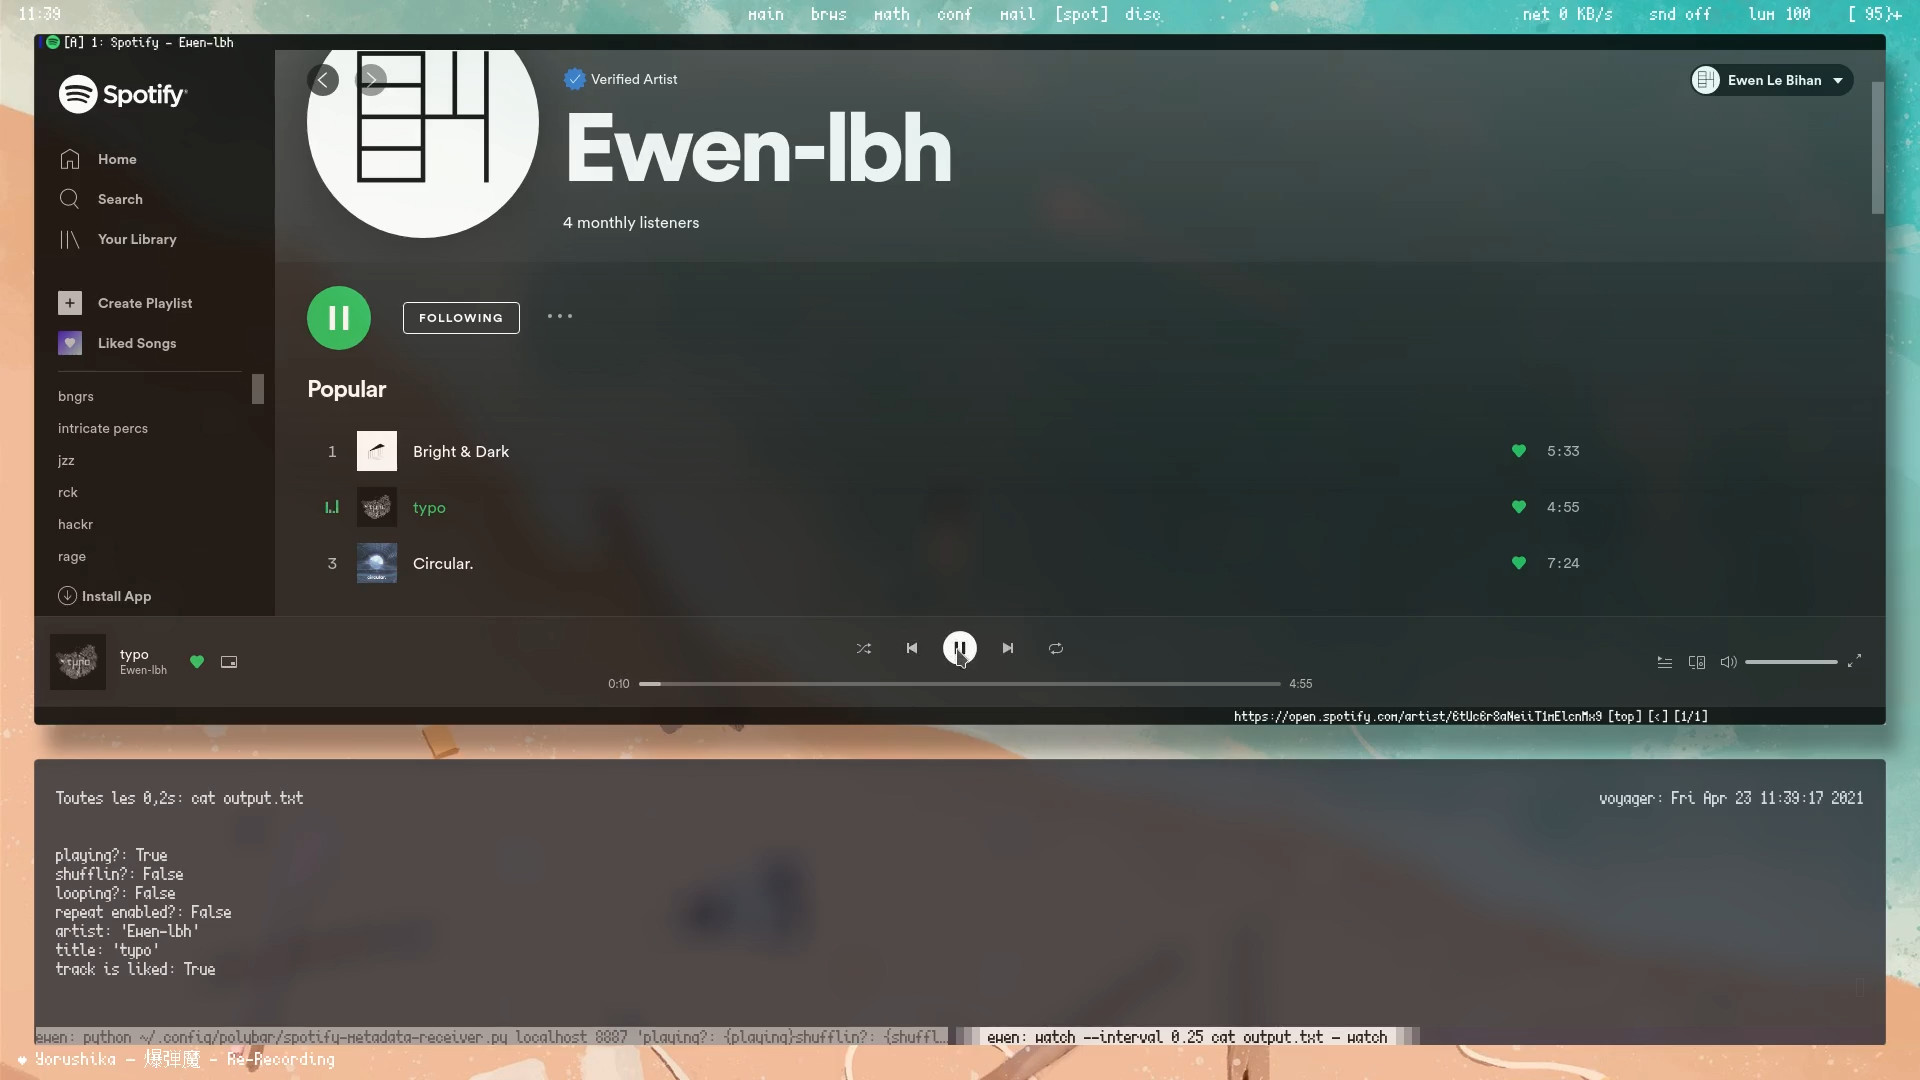 11:39
main brws math conf mail [spot] disc
net 0 KB/s snd off lum 100 [ 95}+
[A] 1: Spotify - Ewen-lbh
Spotify
Home
Search
Your Library
Create Playlist
Liked Songs
bngrs
intricate percs
jzz
rck
hackr
rage
Install App
Verified Artist
Ewen Le Bihan
Ewen-lbh
4 monthly listeners
FOLLOWING
Popular
1 Bright & Dark 5:33
typo 4:55
3 Circular. 7:24
typo
Ewen-lbh
0:10 4:55
[top] [<] [1/1]
Toutes les 0,2s: cat output.txt
voyager: Fri Apr 23 11:39:17 2021
playing?: True
shufflin?: False
looping?: False
repeat enabled?: False
artist: 'Ewen-lbh'
title: 'typo'
track is liked: True
ewen: python ~/.config/polybar/spotify-metadata-receiver.py localhost 8887 'playing?: {playing}shufflin?: {shuffl…
ewen: watch --interval 0.25 cat output.txt - watch
♥ Yorushika - 爆弾魔 - Re-Recording